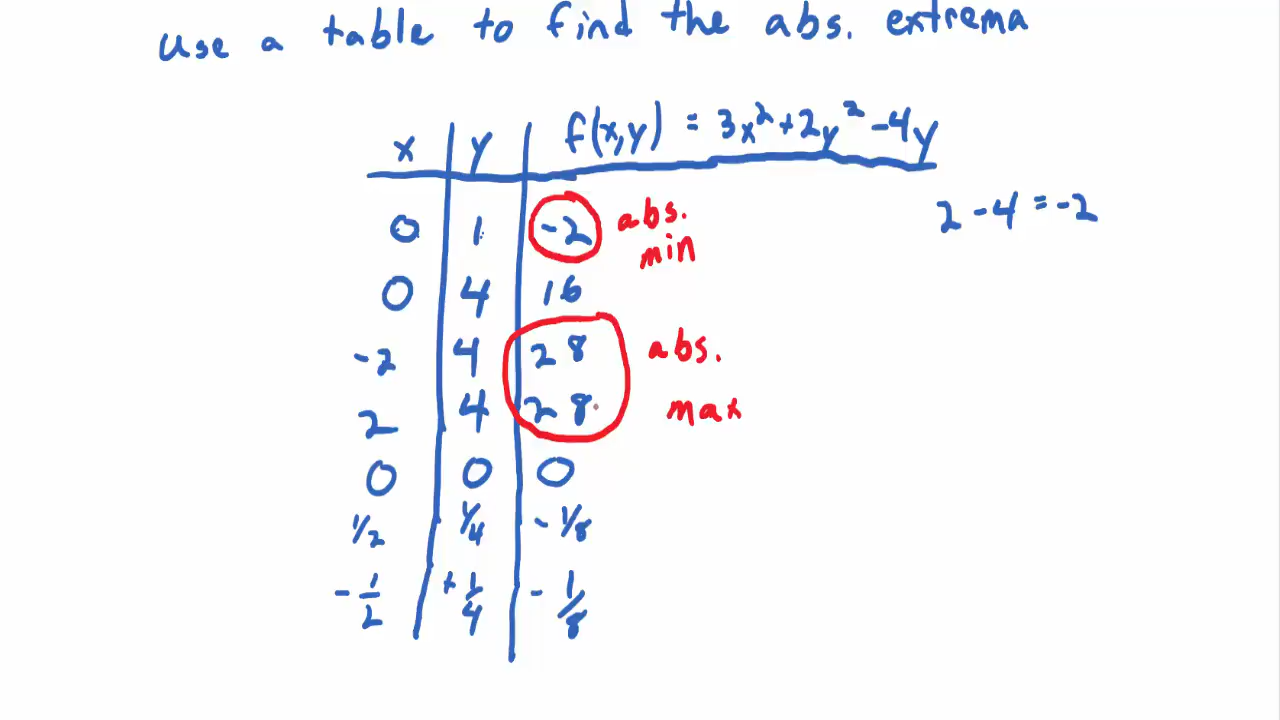 use a table to find the abs. extrema
x y f(x,y) = 3x²+2y²-4y
0 1 -2 abs. min 2-4=-2
0 4 16
-2 4 28 abs.
2 4 28 max
0 0 0
1/2 1/4 -1/8
-1/2 +1/4 -1/8